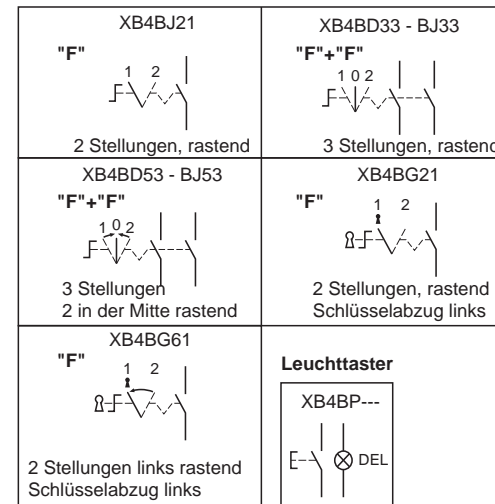 XB4BJ21
"F"
1 2
2 Stellungen, rastend
XB4BD33 - BJ33
"F"+"F"
1 0 2
3 Stellungen, rastend
XB4BD53 - BJ53
"F"+"F"
1 0 2
3 Stellungen
2 in der Mitte rastend
XB4BG21
"F"
1 2
2 Stellungen, rastend
Schlüsselabzug links
XB4BG61
"F"
1 2
2 Stellungen links rastend
Schlüsselabzug links
Leuchttaster
XB4BP---
DEL